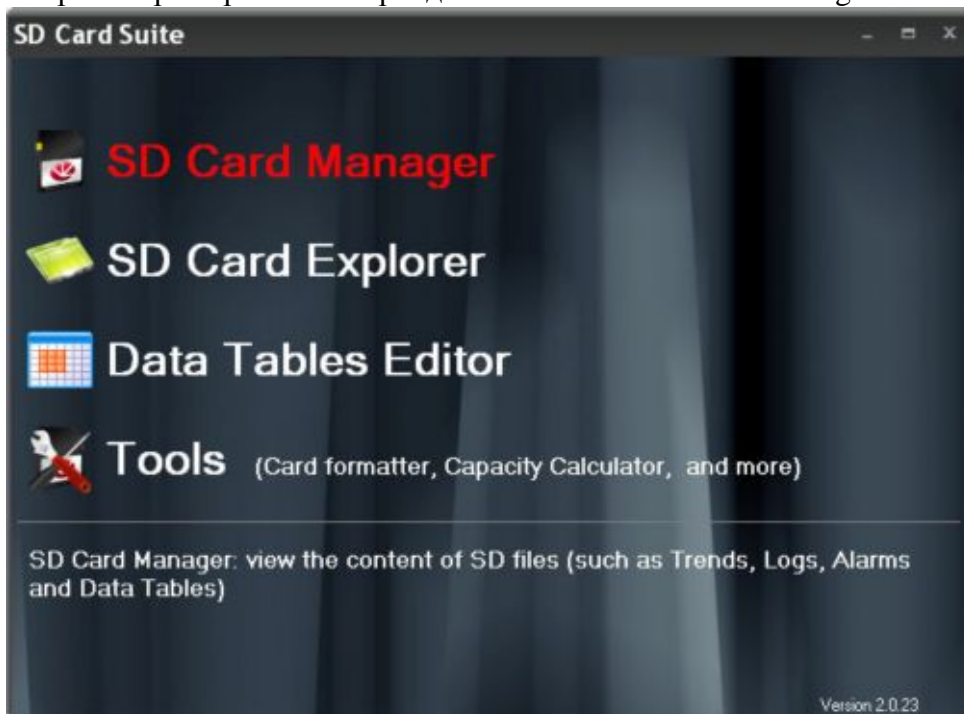 SD Card Suite
SD Card Manager
SD Card Explorer
Data Tables Editor
Tools (Card formatter, Capacity Calculator, and more)
SD Card Manager: view the content of SD files (such as Trends, Logs, Alarms
and Data Tables)
Version 2.0.23